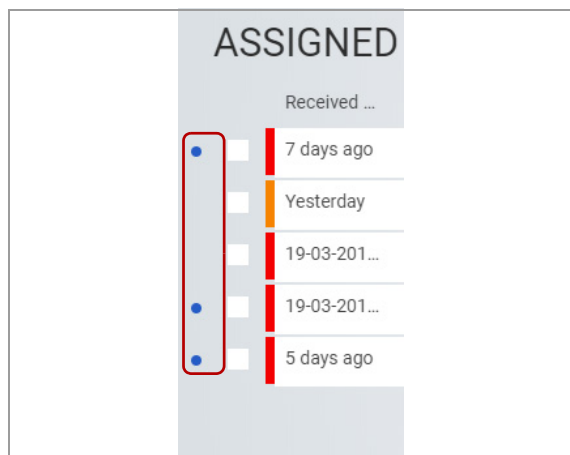 ASSIGNED
Received ...
7 days ago
Yesterday
19-03-201...
19-03-201...
5 days ago